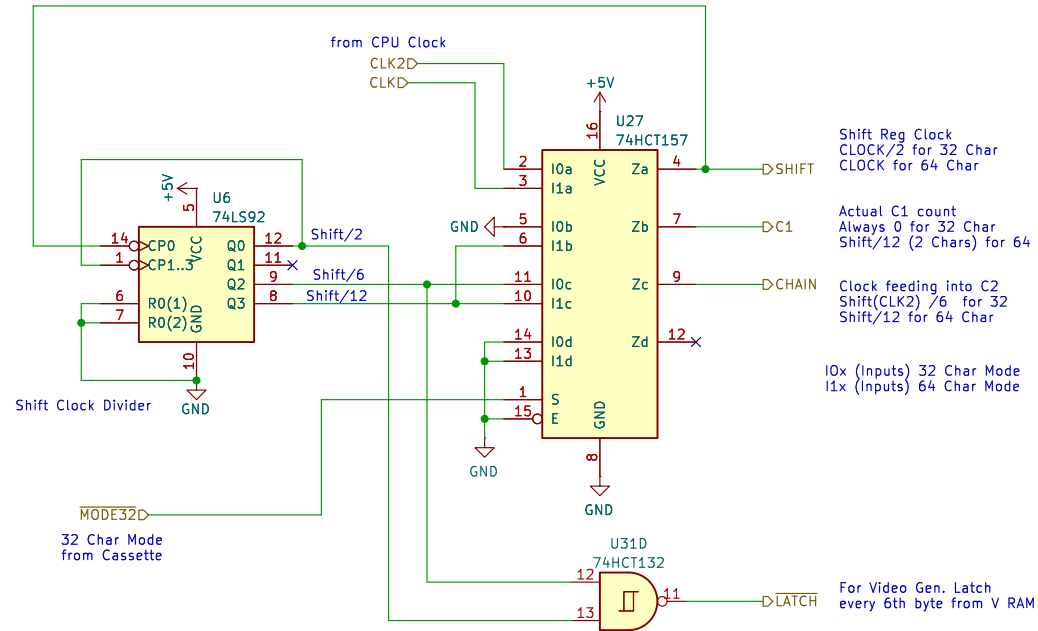 from CPU Clock
CLK2
CLK
+5V
U27
74HCT157
16
VCC
2 I0a
3 I1a
5 I0b
6 I1b
11 I0c
10 I1c
14 I0d
13 I1d
1 S
15 E
GND
8
GND
Za 4
Zb 7
Zc 9
Zd 12
GND
GND
SHIFT
C1
CHAIN
Shift Reg Clock
CLOCK/2 for 32 Char
CLOCK for 64 Char
Actual C1 count
Always 0 for 32 Char
Shift/12 (2 Chars) for 64
Clock feeding into C2
Shift(CLK2) /6 for 32
Shift/12 for 64 Char
I0x (Inputs) 32 Char Mode
I1x (Inputs) 64 Char Mode
+5V
5
U6
74LS92
VCC
14 CP0
1 CP1..3
6 R0(1)
7 R0(2)
GND
10
GND
Q0 12
Q1 11
Q2 9
Q3 8
Shift/2
Shift/6
Shift/12
Shift Clock Divider
MODE32
32 Char Mode
from Cassette
U31D
74HCT132
12
13
11
LATCH
For Video Gen. Latch
every 6th byte from V RAM